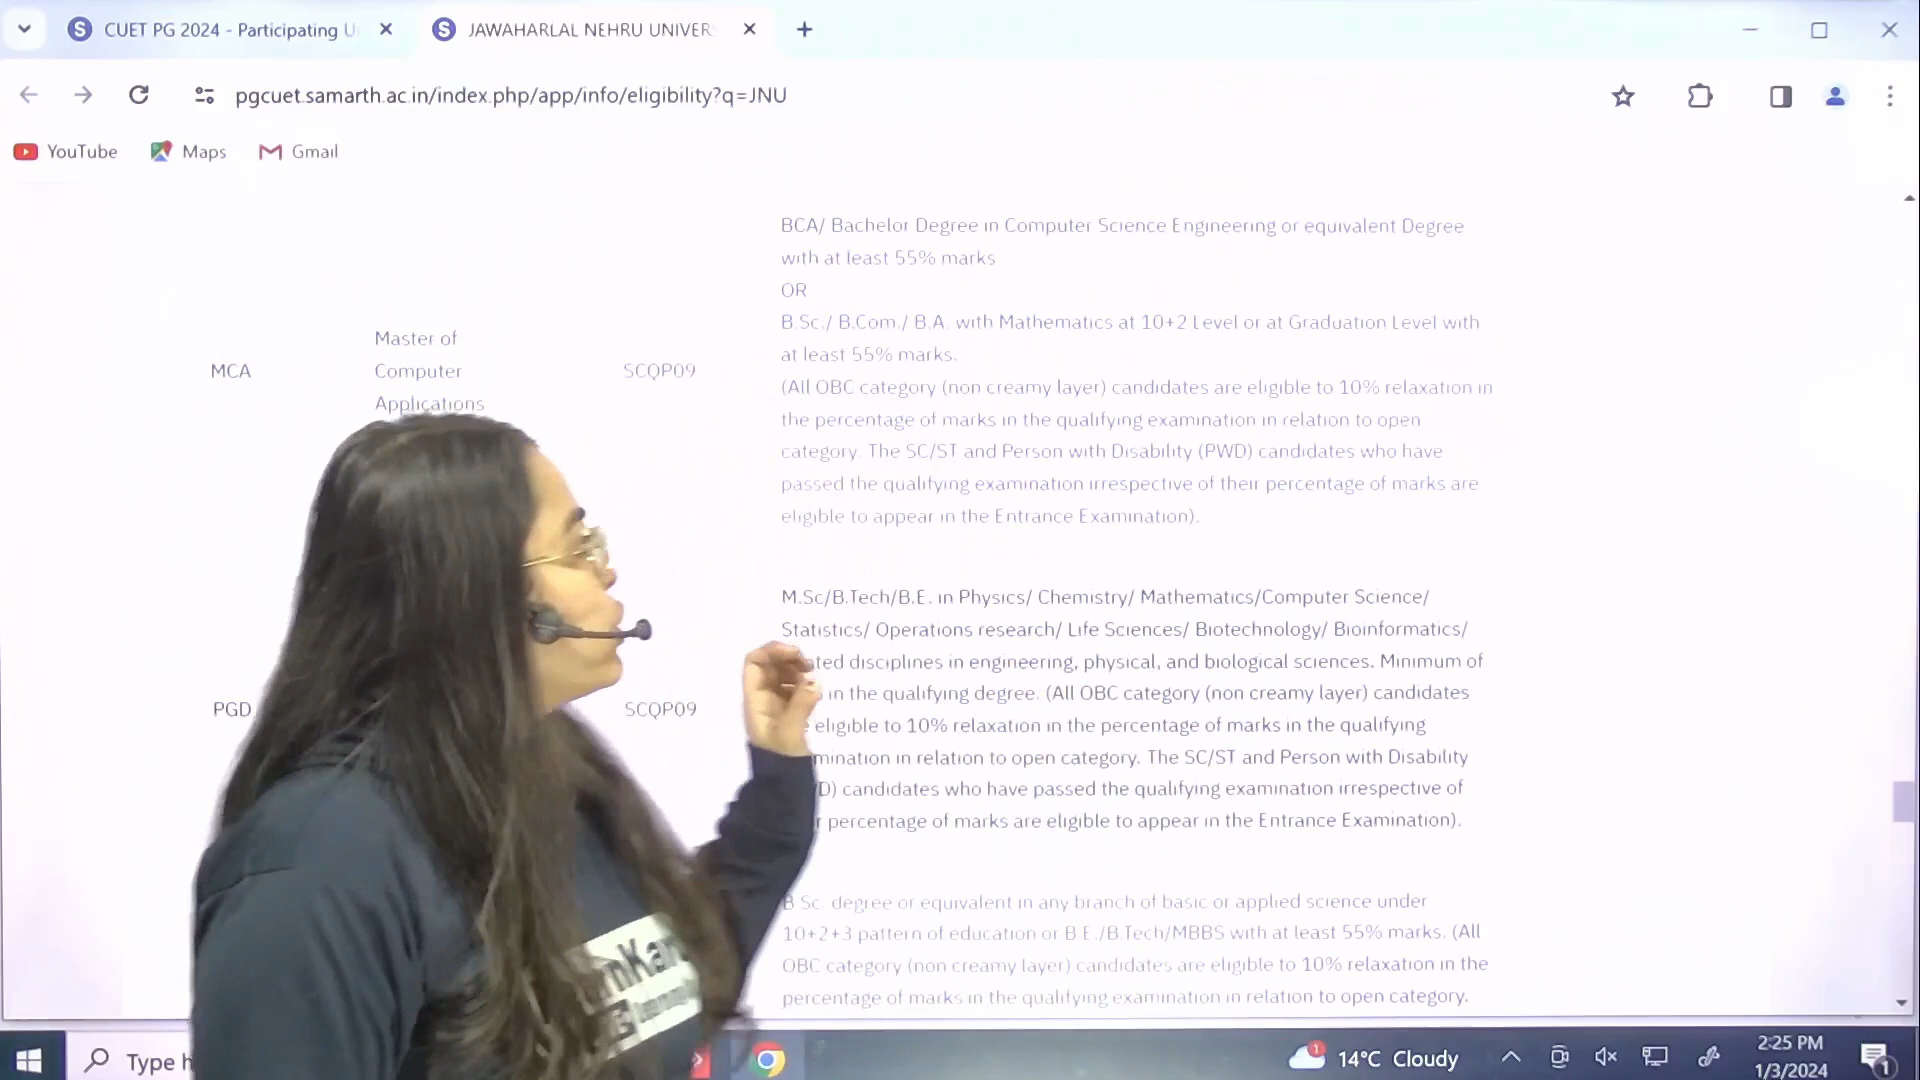 CUET PG 2024 - Participating U
JAWAHARLAL NEHRU UNIVER
pgcuet.samarth.ac.in/index.php/app/info/eligibility?q=JNU
YouTube
Maps
Gmail
MCA
Master of
Computer
Applications
SCQP09
BCA/ Bachelor Degree in Computer Science Engineering or equivalent Degree
with at least 55% marks
OR
B.Sc./ B.Com./ B.A. with Mathematics at 10+2 Level or at Graduation Level with
at least 55% marks.
(All OBC category (non creamy layer) candidates are eligible to 10% relaxation in
the percentage of marks in the qualifying examination in relation to open
category. The SC/ST and Person with Disability (PWD) candidates who have
passed the qualifying examination irrespective of their percentage of marks are
eligible to appear in the Entrance Examination).
PGD
SCQP09
M.Sc/B.Tech/B.E. in Physics/ Chemistry/ Mathematics/Computer Science/
Statistics/ Operations research/ Life Sciences/ Biotechnology/ Bioinformatics/
ted disciplines in engineering, physical, and biological sciences. Minimum of
in the qualifying degree. (All OBC category (non creamy layer) candidates
eligible to 10% relaxation in the percentage of marks in the qualifying
mination in relation to open category. The SC/ST and Person with Disability
D) candidates who have passed the qualifying examination irrespective of
r percentage of marks are eligible to appear in the Entrance Examination).
B.Sc. degree or equivalent in any branch of basic or applied science under
10+2+3 pattern of education or B.E./B.Tech/MBBS with at least 55% marks. (All
OBC category (non creamy layer) candidates are eligible to 10% relaxation in the
percentage of marks in the qualifying examination in relation to open category.
Type h
1
14°C Cloudy
2:25 PM
1/3/2024
1